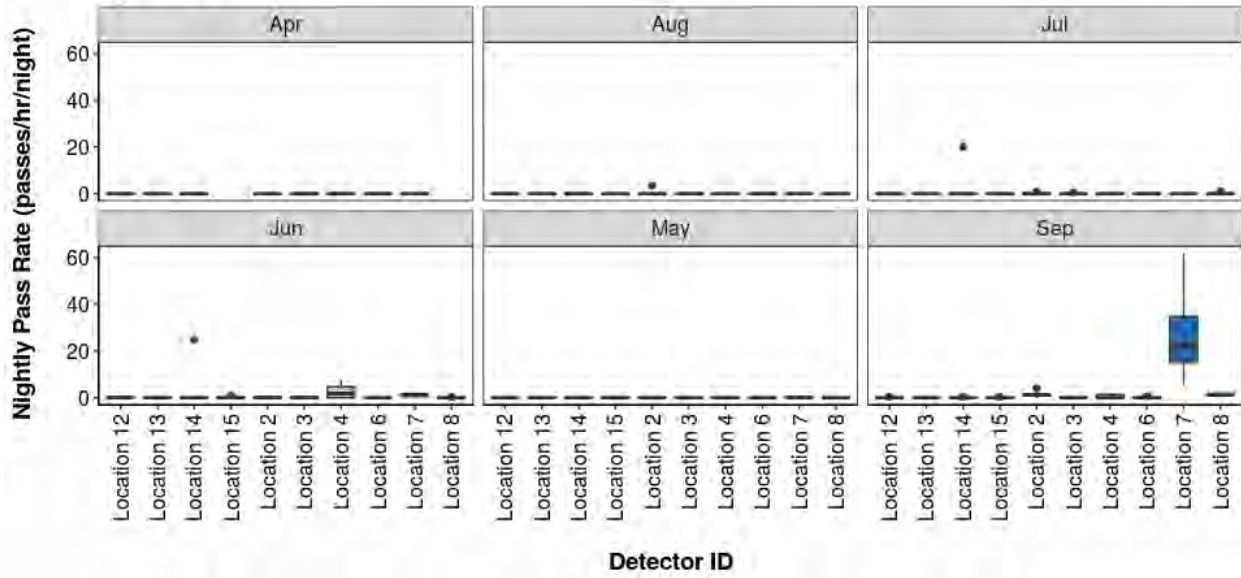 Apr Aug Jul
60
40
20
0
Jun May Sep
60
40
20
0
Nightly Pass Rate (passes/hr/night)
Location 12 Location 13 Location 14 Location 15 Location 2 Location 3 Location 4 Location 6 Location 7 Location 8 Location 12 Location 13 Location 14 Location 15 Location 2 Location 3 Location 4 Location 6 Location 7 Location 8 Location 12 Location 13 Location 14 Location 15 Location 2 Location 3 Location 4 Location 6 Location 7 Location 8
Detector ID